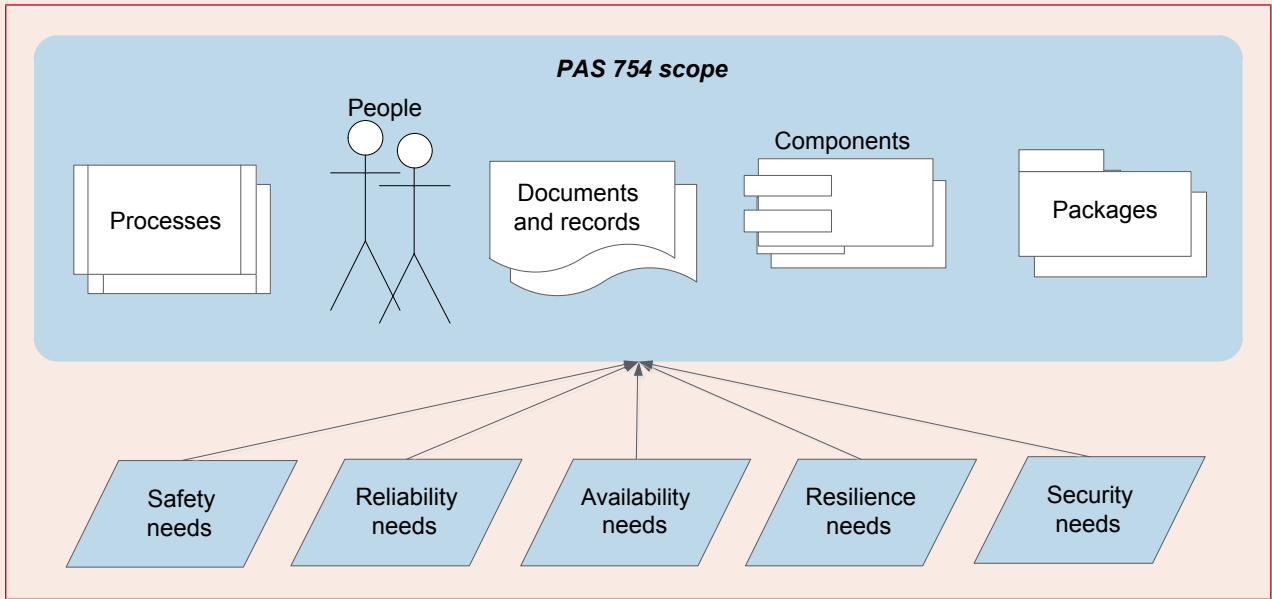 PAS 754 scope
People
Components
Processes
Documents
and records
Packages
Safety
needs
Reliability
needs
Availability
needs
Resilience
needs
Security
needs